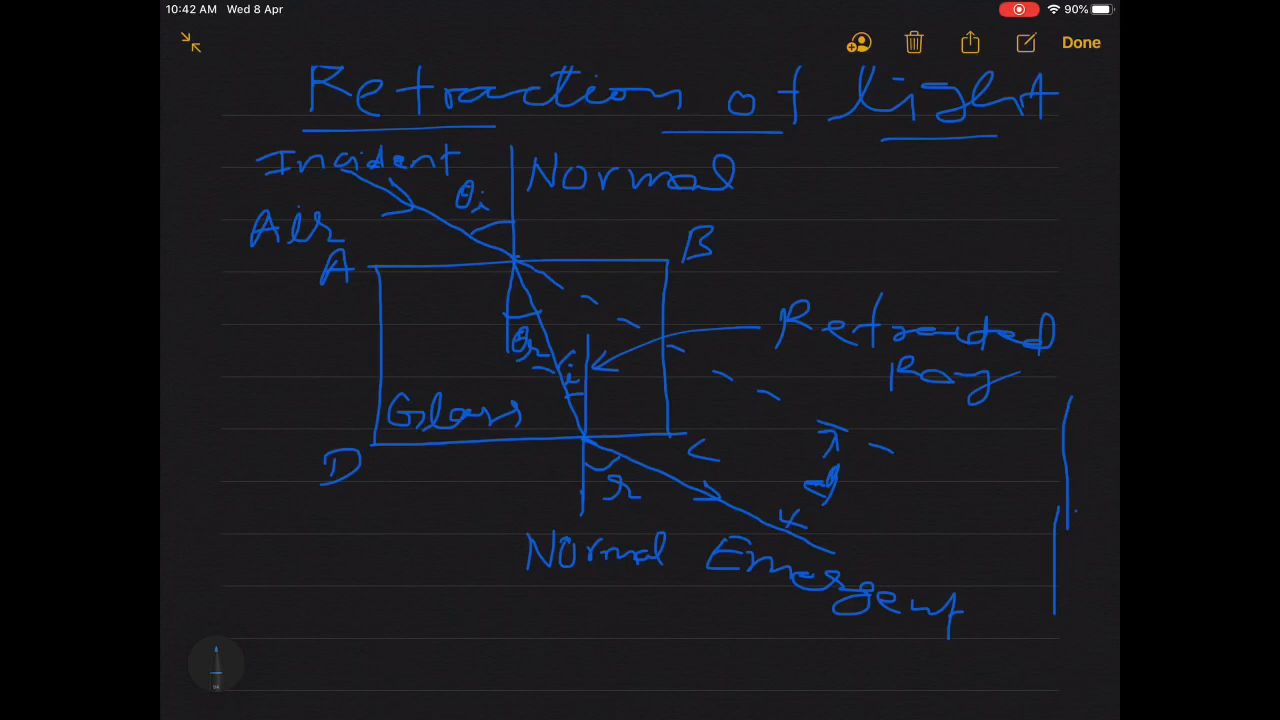 10:42 AM Wed 8 Apr 90%
Done
Refraction of light
Incident
Normal
θi
Air
A
B
Refracted
Ray
θr
i
Glass
D
C
d
r
Normal
Emergent